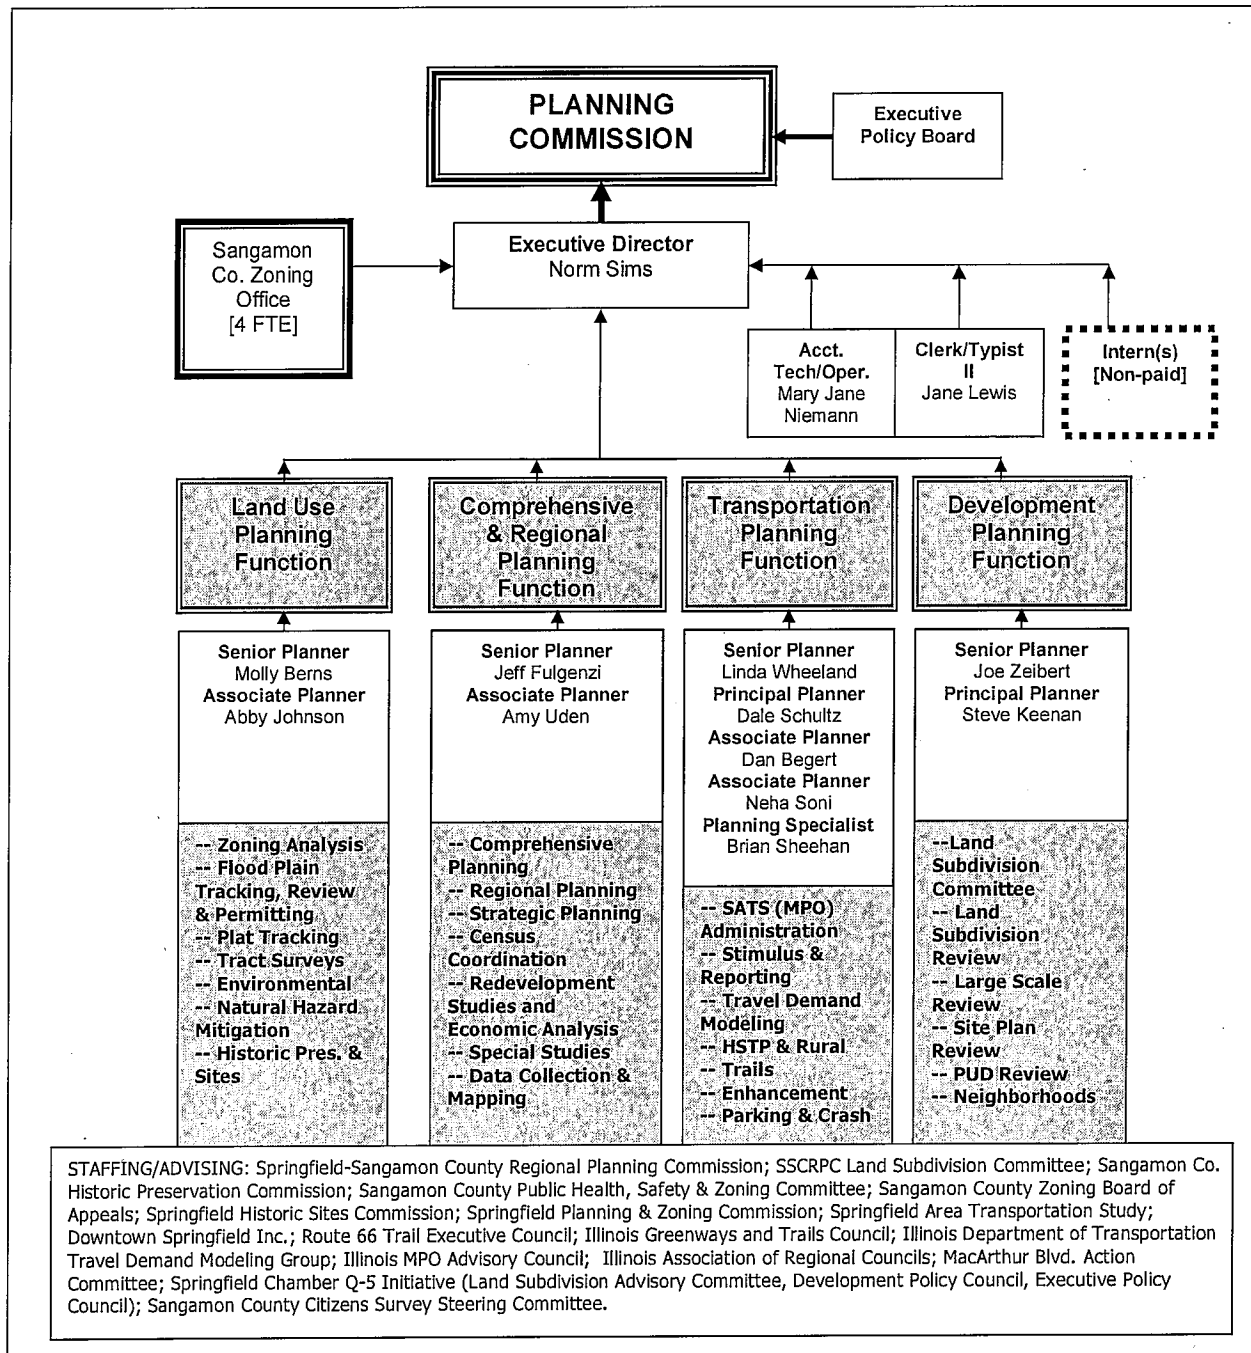 PLANNING
COMMISSION
Executive
Policy Board
Sangamon
Co. Zoning
Office
[4 FTE]
Executive Director
Norm Sims
Acct.
Tech/Oper.
Mary Jane
Niemann
Clerk/Typist
II
Jane Lewis
Intern(s)
[Non-paid]
Land Use
Planning
Function
Comprehensive
& Regional
Planning
Function
Transportation
Planning
Function
Development
Planning
Function
Senior Planner
Molly Berns
Associate Planner
Abby Johnson
Senior Planner
Jeff Fulgenzi
Associate Planner
Amy Uden
Senior Planner
Linda Wheeland
Principal Planner
Dale Schultz
Associate Planner
Dan Begert
Associate Planner
Neha Soni
Planning Specialist
Brian Sheehan
Senior Planner
Joe Zeibert
Principal Planner
Steve Keenan
-- Zoning Analysis
-- Flood Plain
Tracking, Review
& Permitting
-- Plat Tracking
-- Tract Surveys
-- Environmental
-- Natural Hazard
Mitigation
-- Historic Pres. &
Sites
-- Comprehensive
Planning
-- Regional Planning
-- Strategic Planning
-- Census
Coordination
-- Redevelopment
Studies and
Economic Analysis
-- Special Studies
-- Data Collection &
Mapping
-- SATS (MPO)
Administration
-- Stimulus &
Reporting
-- Travel Demand
Modeling
-- HSTP & Rural
-- Trails
-- Enhancement
-- Parking & Crash
--Land
Subdivision
Committee
-- Land
Subdivision
Review
-- Large Scale
Review
-- Site Plan
Review
-- PUD Review
-- Neighborhoods
STAFFING/ADVISING: Springfield-Sangamon County Regional Planning Commission; SSCRPC Land Subdivision Committee; Sangamon Co.
Historic Preservation Commission; Sangamon County Public Health, Safety & Zoning Committee; Sangamon County Zoning Board of
Appeals; Springfield Historic Sites Commission; Springfield Planning & Zoning Commission; Springfield Area Transportation Study;
Downtown Springfield Inc.; Route 66 Trail Executive Council; Illinois Greenways and Trails Council; Illinois Department of Transportation
Travel Demand Modeling Group; Illinois MPO Advisory Council; Illinois Association of Regional Councils; MacArthur Blvd. Action
Committee; Springfield Chamber Q-5 Initiative (Land Subdivision Advisory Committee, Development Policy Council, Executive Policy
Council); Sangamon County Citizens Survey Steering Committee.